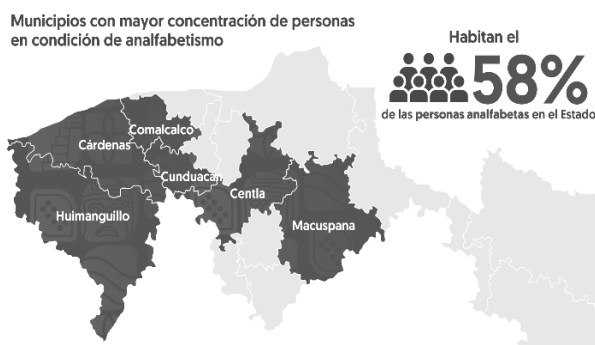 Municipios con mayor concentración de personas
en condición de analfabetismo
Habitan el
58%
de las personas analfabetas en el Estado
Comalcalco
Cárdenas
Cunduacán
Centla
Huimanguillo
Macuspana